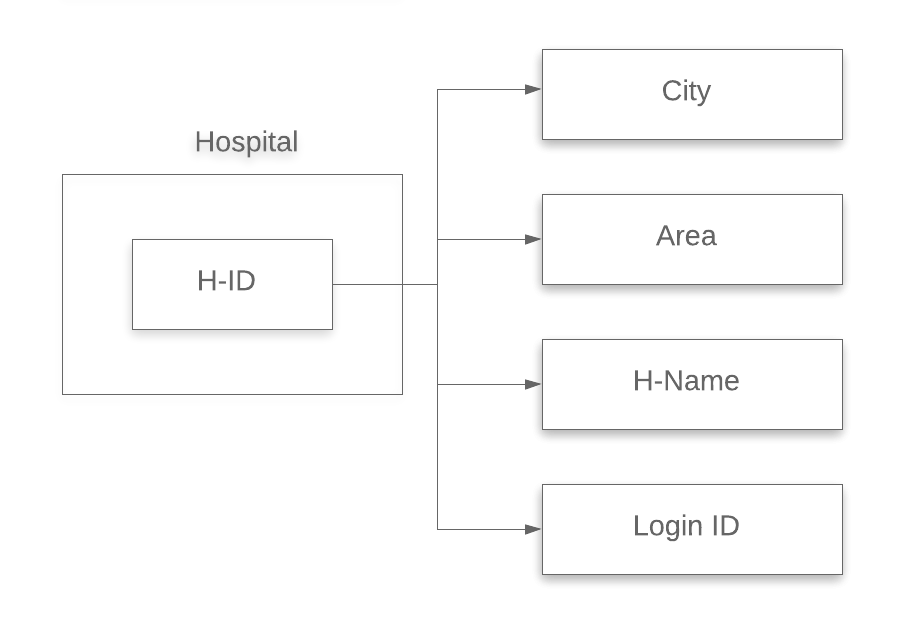 Hospital
H-ID
City
Area
H-Name
Login ID